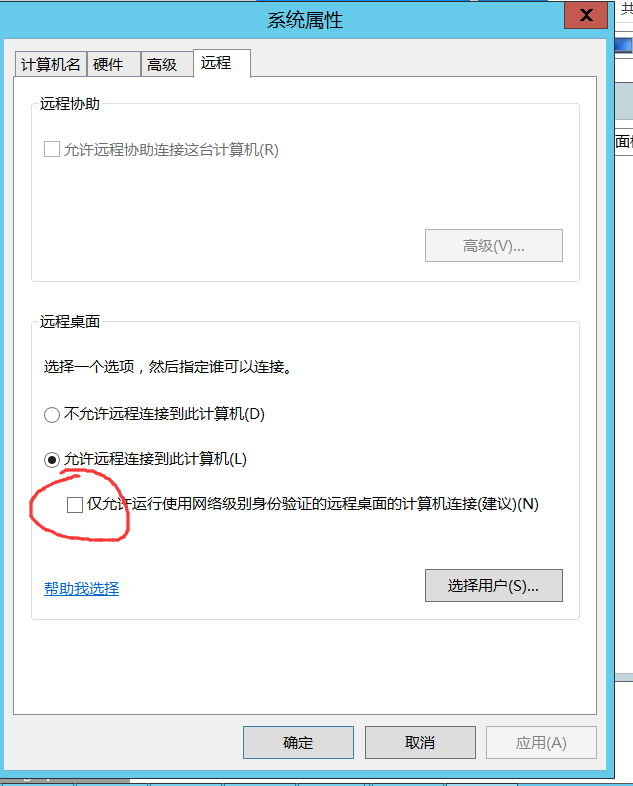 系统属性
X
共
计算机名
硬件
高级
远程
面
远程协助
允许远程协助连接这台计算机(R)
高级(V)...
远程桌面
选择一个选项，然后指定谁可以连接。
不允许远程连接到此计算机(D)
允许远程连接到此计算机(L)
仅允许运行使用网络级别身份验证的远程桌面的计算机连接(建议)(N)
帮助我选择
选择用户(S)...
确定
取消
应用(A)